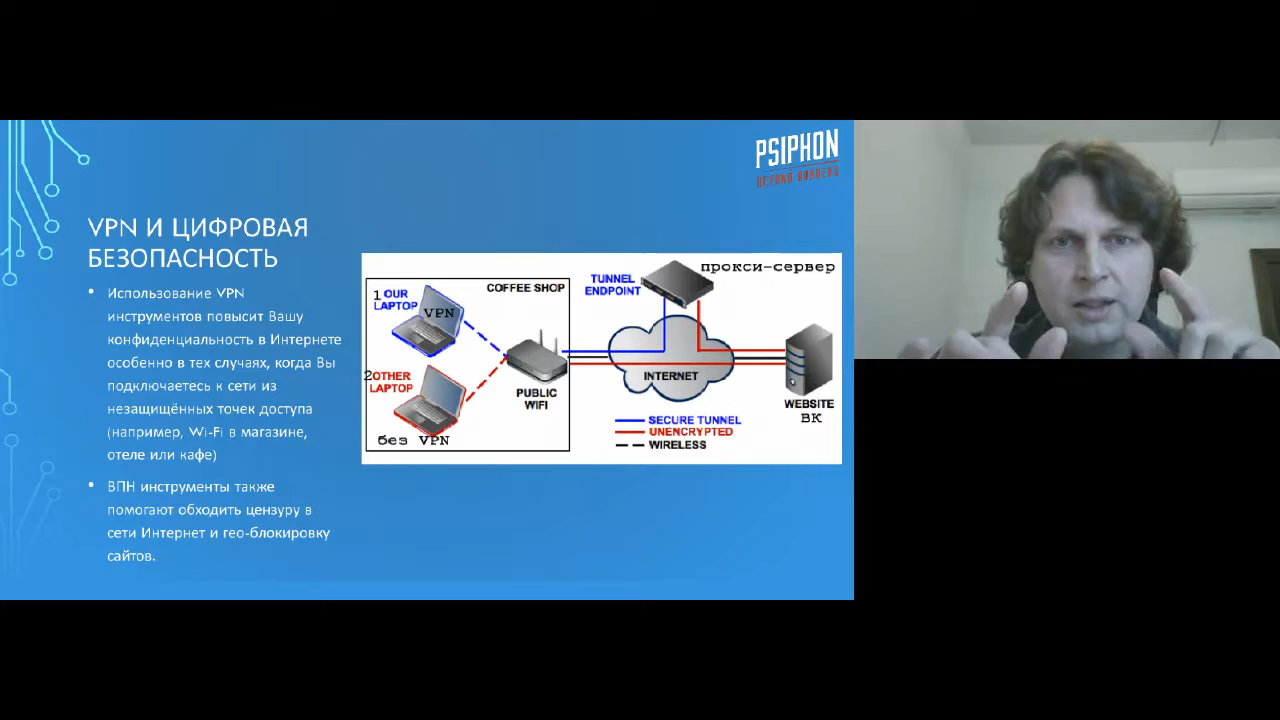 PSIPHON
BEYOND BORDERS
VPN И ЦИФРОВАЯ
БЕЗОПАСНОСТЬ
• Использование VPN
инструментов повысит Вашу
конфиденциальность в Интернете
особенно в тех случаях, когда Вы
подключаетесь к сети из
незащищённых точек доступа
(например, Wi-Fi в магазине,
отеле или кафе)
• ВПН инструменты также
помогают обходить цензуру в
сети Интернет и гео-блокировку
сайтов.
COFFEE SHOP
1 OUR
LAPTOP
VPN
2 OTHER
LAPTOP
без VPN
PUBLIC
WIFI
TUNNEL
ENDPOINT
прокси-сервер
INTERNET
WEBSITE
ВК
SECURE TUNNEL
UNENCRYPTED
WIRELESS